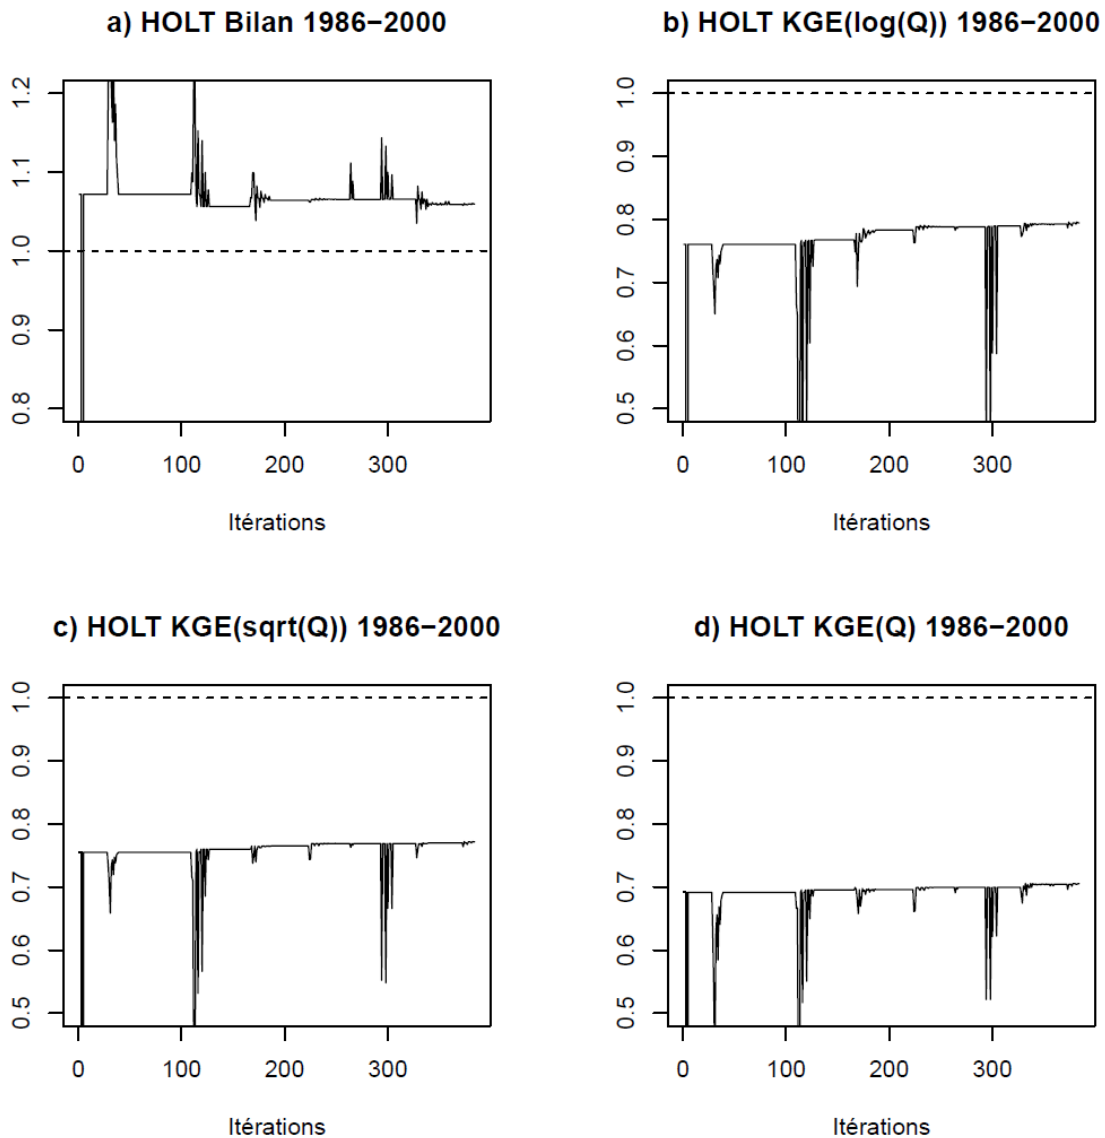 a) HOLT Bilan 1986−2000
1.2
1.1
1.0
0.9
0.8
0 100 200 300
Itérations
b) HOLT KGE(log(Q)) 1986−2000
1.0
0.9
0.8
0.7
0.6
0.5
0 100 200 300
Itérations
c) HOLT KGE(sqrt(Q)) 1986−2000
1.0
0.9
0.8
0.7
0.6
0.5
0 100 200 300
Itérations
d) HOLT KGE(Q) 1986−2000
1.0
0.9
0.8
0.7
0.6
0.5
0 100 200 300
Itérations